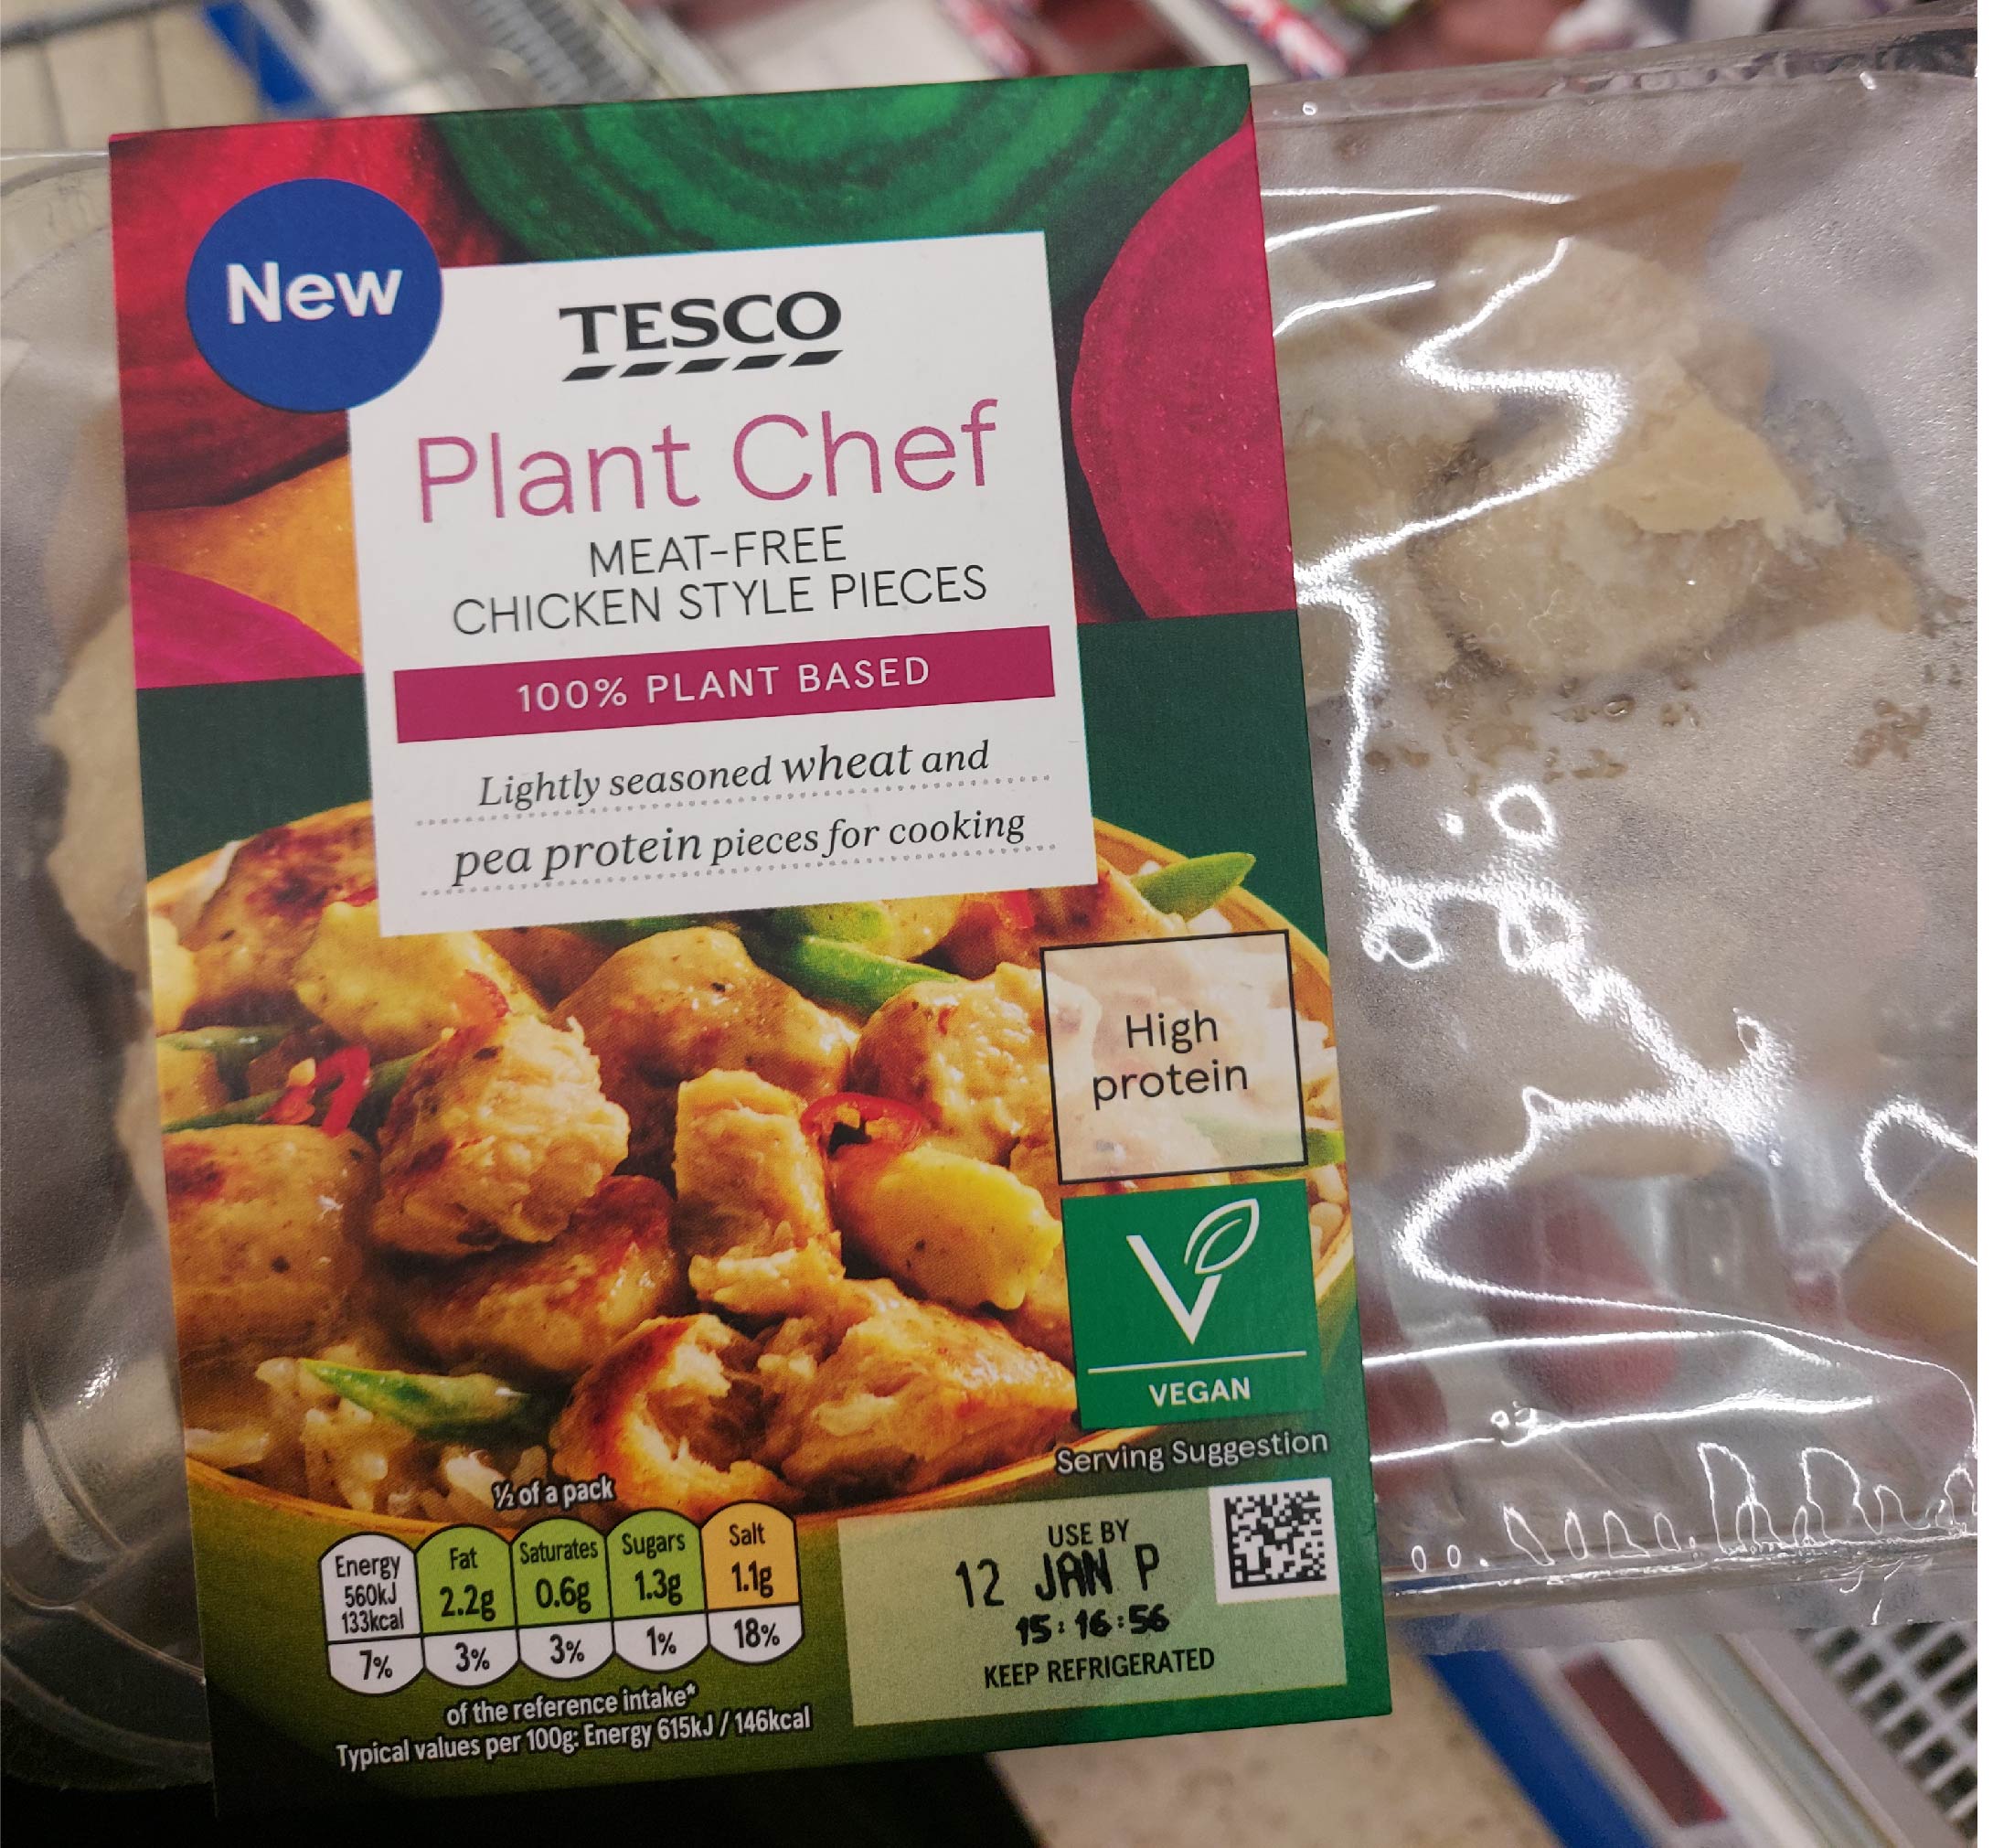 New
TESCO
Plant Chef
MEAT-FREE
CHICKEN STYLE PIECES
100% PLANT BASED
Lightly seasoned wheat and
pea protein pieces for cooking
High
protein
VEGAN
Serving Suggestion
½ of a pack
Energy
560kJ
133kcal
7%
Fat
2.2g
3%
Saturates
0.6g
3%
Sugars
1.3g
1%
Salt
1.1g
18%
of the reference intake*
Typical values per 100g: Energy 615kJ / 146kcal
USE BY
12 JAN P
15:16:56
KEEP REFRIGERATED